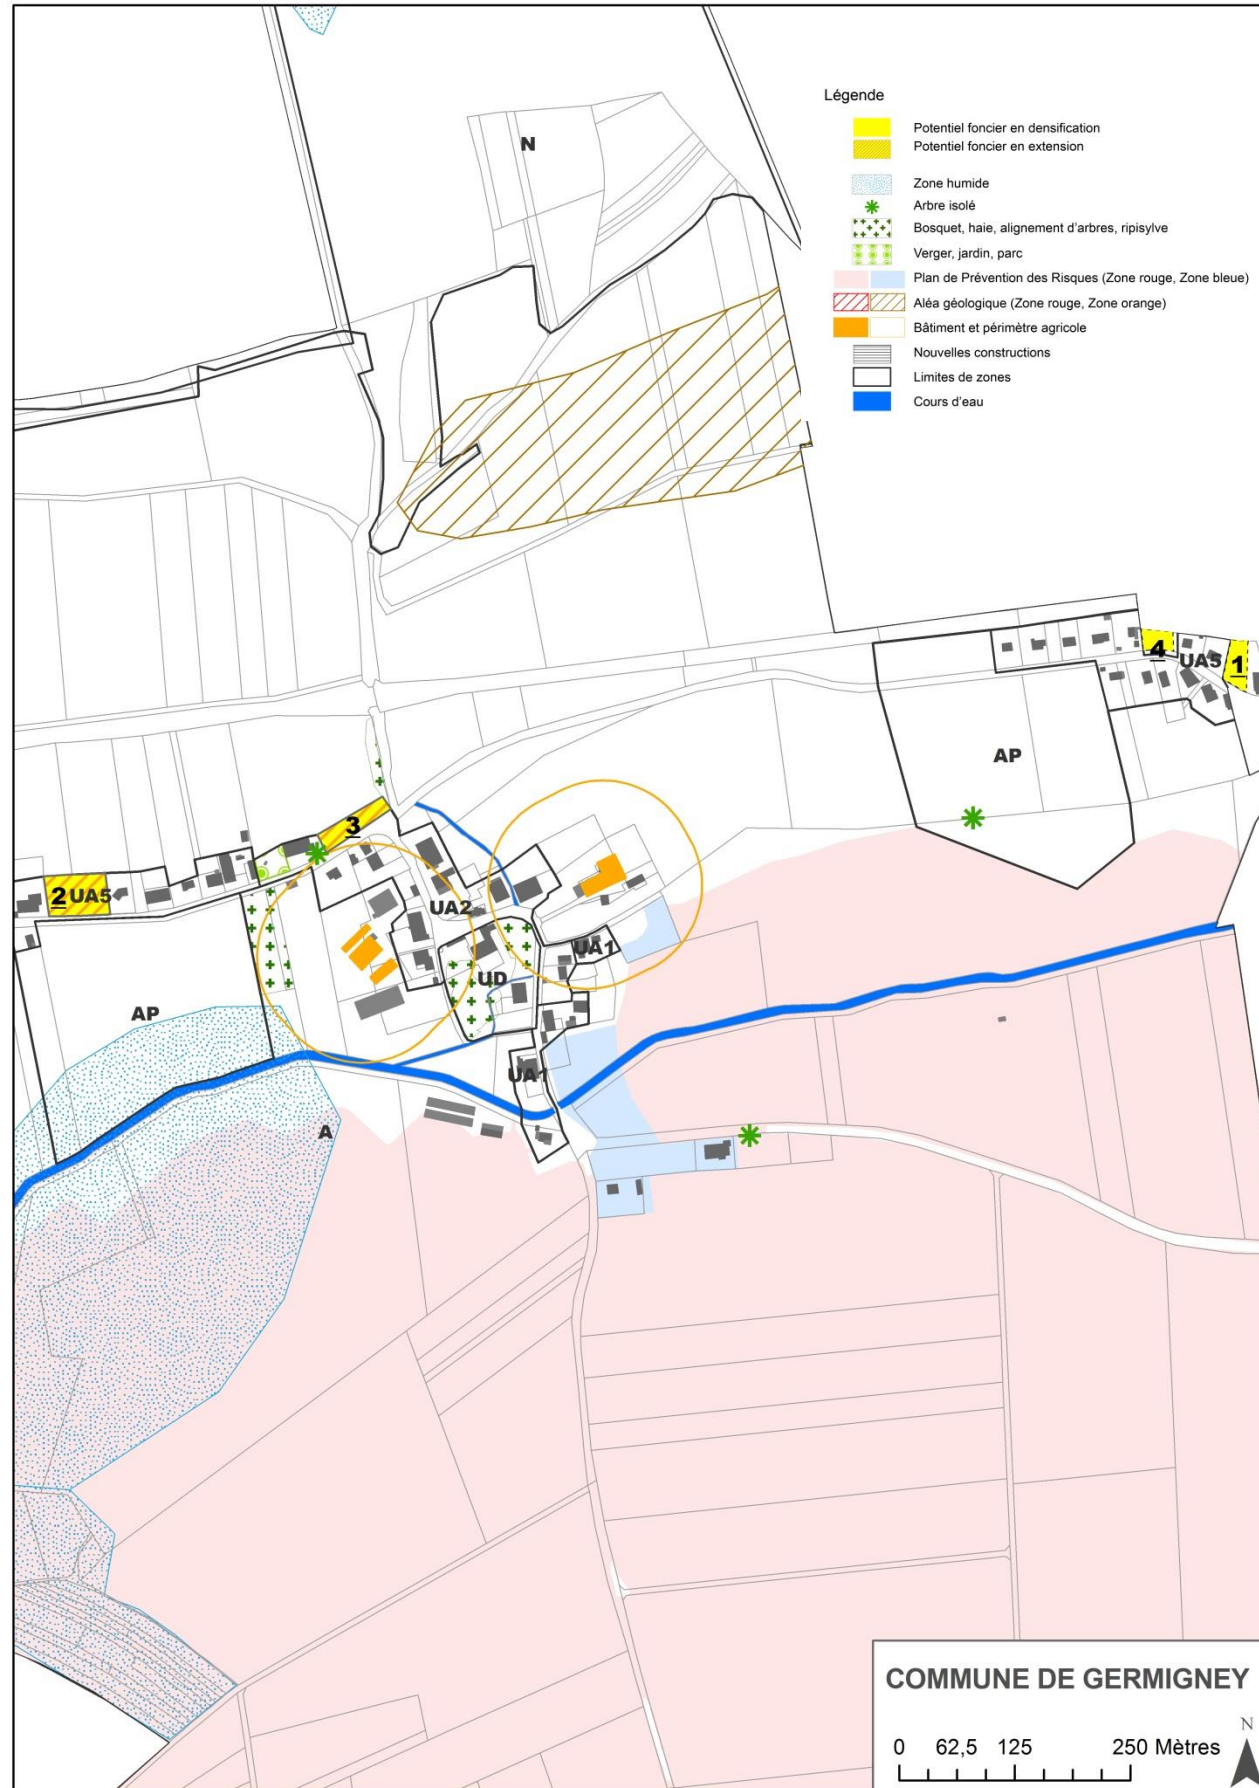 Légende
Potentiel foncier en densification
Potentiel foncier en extension
Zone humide
Arbre isolé
Bosquet, haie, alignement d'arbres, ripisylve
Verger, jardin, parc
Plan de Prévention des Risques (Zone rouge, Zone bleue)
Aléa géologique (Zone rouge, Zone orange)
Bâtiment et périmètre agricole
Nouvelles constructions
Limites de zones
Cours d'eau
N
4
UA5
1
AP
3
2
UA5
UA2
UA1
UD
AP
UA1
A
COMMUNE DE GERMIGNEY
N
0 62,5 125 250 Mètres